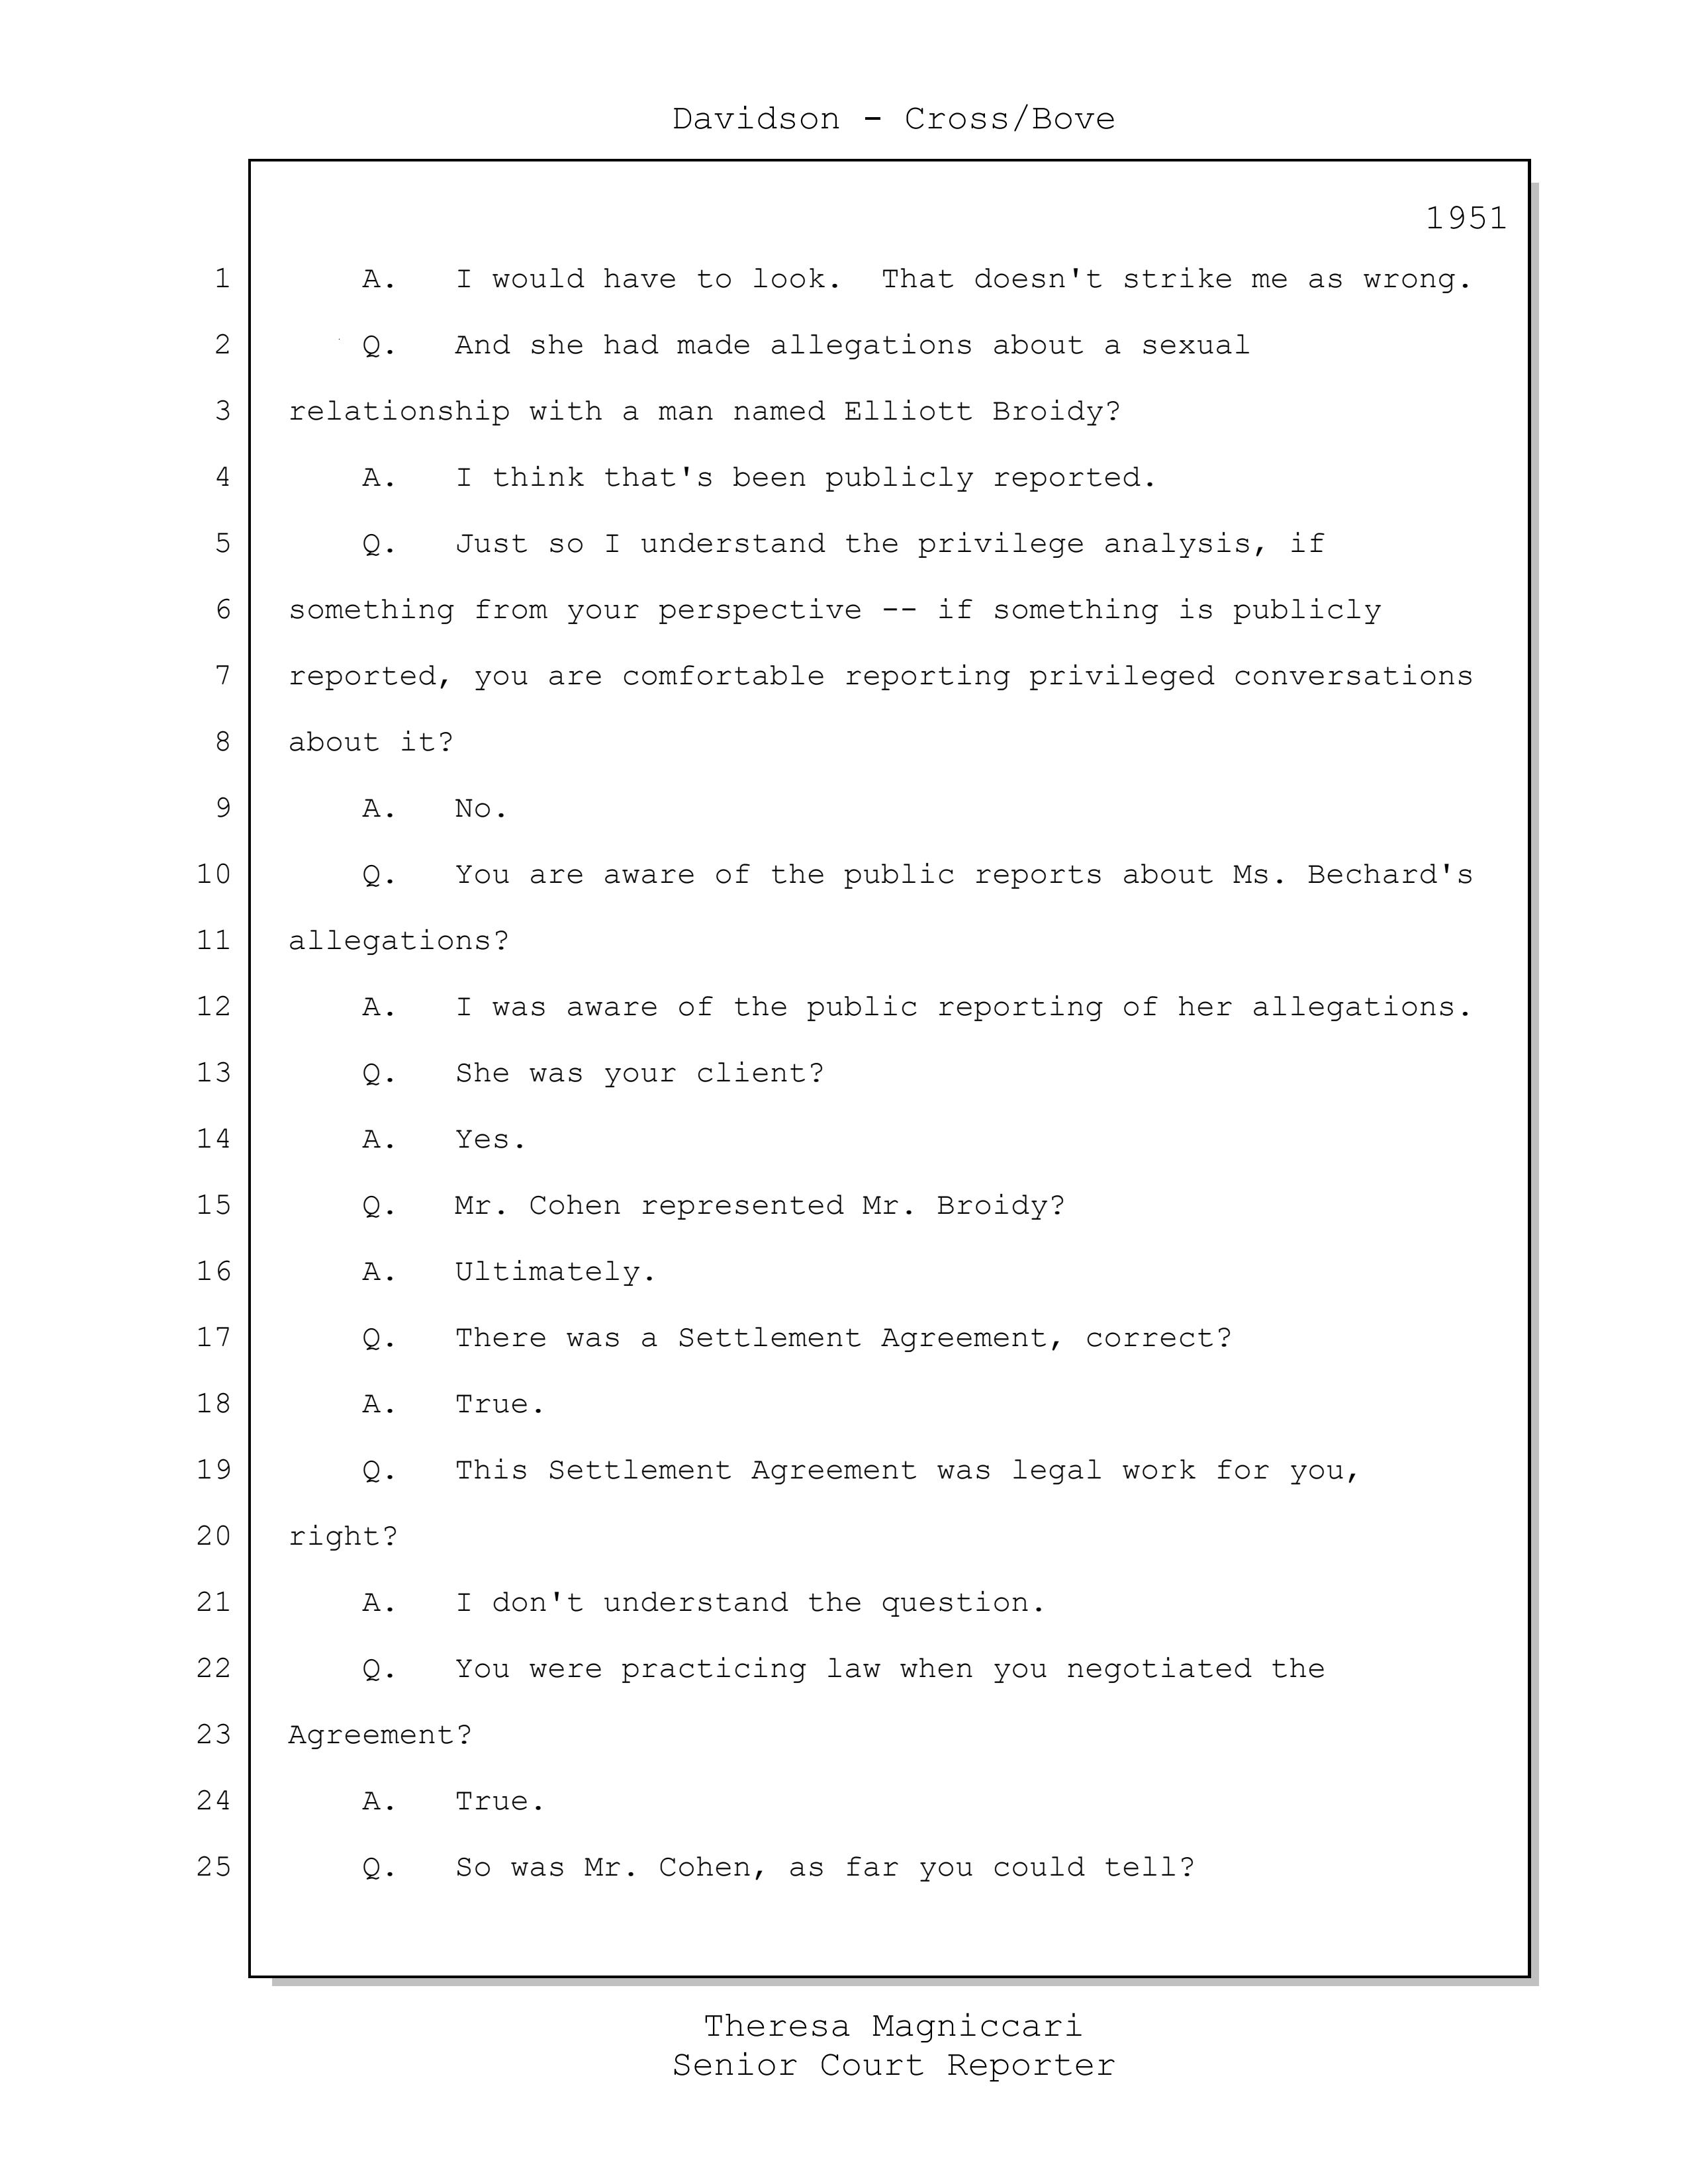 Davidson - Cross/Bove
1951
1 A. I would have to look. That doesn't strike me as wrong.
2 Q. And she had made allegations about a sexual
3 relationship with a man named Elliott Broidy?
4 A. I think that's been publicly reported.
5 Q. Just so I understand the privilege analysis, if
6 something from your perspective -- if something is publicly
7 reported, you are comfortable reporting privileged conversations
8 about it?
9 A. No.
10 Q. You are aware of the public reports about Ms. Bechard's
11 allegations?
12 A. I was aware of the public reporting of her allegations.
13 Q. She was your client?
14 A. Yes.
15 Q. Mr. Cohen represented Mr. Broidy?
16 A. Ultimately.
17 Q. There was a Settlement Agreement, correct?
18 A. True.
19 Q. This Settlement Agreement was legal work for you,
20 right?
21 A. I don't understand the question.
22 Q. You were practicing law when you negotiated the
23 Agreement?
24 A. True.
25 Q. So was Mr. Cohen, as far you could tell?
Theresa Magniccari
Senior Court Reporter